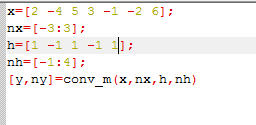 x=[2 -4 5 3 -1 -2 6];
nx=[-3:3];
h=[1 -1 1 -1 1];
nh=[-1:4];
[y,ny]=conv_m(x,nx,h,nh)